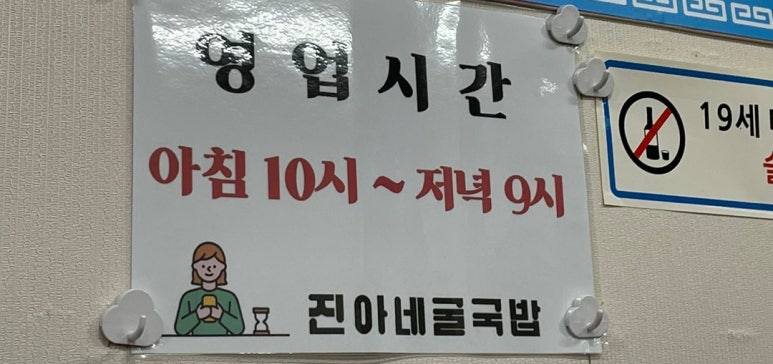 영업시간
아침 10시 ~ 저녁 9시
진아네굴국밥
19세